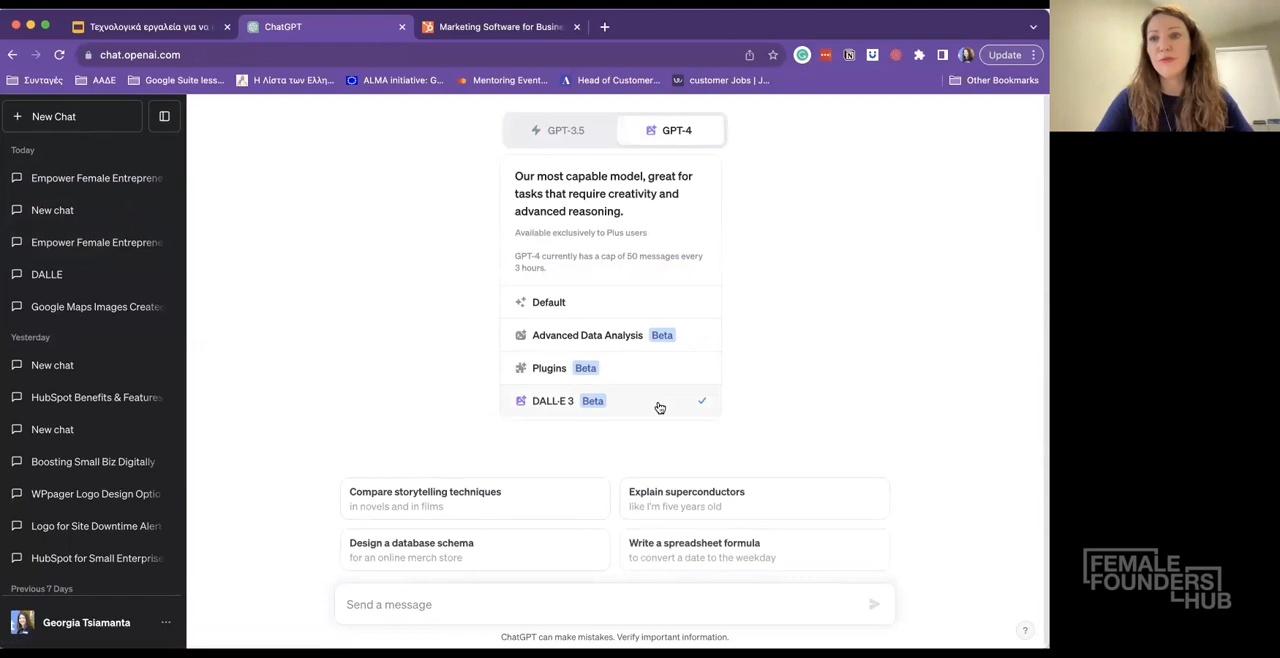 Τεχνολογικά εργαλεία για να
ChatGPT
Marketing Software for Busine
chat.openai.com
Update
Συνταγές
ΑΑΔΕ
Google Suite less...
Η Λίστα των Ελλη...
ALMA initiative: G...
Mentoring Event...
Head of Customer...
customer Jobs | J...
Other Bookmarks
New Chat
Today
Empower Female Entreprene
New chat
Empower Female Entreprene
DALLE
Google Maps Images Create
Yesterday
New chat
HubSpot Benefits & Features
New chat
Boosting Small Biz Digitally
WPpager Logo Design Optio
Logo for Site Downtime Alert
HubSpot for Small Enterprise
Previous 7 Days
Georgia Tsiamanta
GPT-3.5
GPT-4
Our most capable model, great for
tasks that require creativity and
advanced reasoning.
Available exclusively to Plus users
GPT-4 currently has a cap of 50 messages every
3 hours.
Default
Advanced Data Analysis Beta
Plugins Beta
DALL·E 3 Beta
Compare storytelling techniques
in novels and in films
Explain superconductors
like I'm five years old
Design a database schema
for an online merch store
Write a spreadsheet formula
to convert a date to the weekday
Send a message
ChatGPT can make mistakes. Verify important information.
?
FEMALE
FOUNDERS
HUB